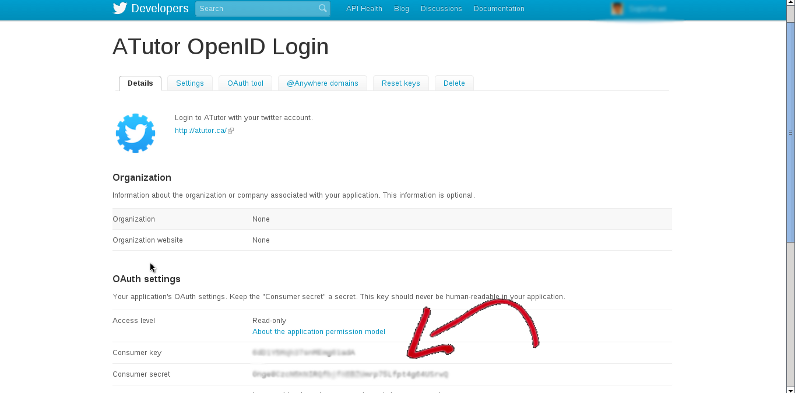 Developers
Search
API Health
Blog
Discussions
Documentation
ATutor OpenID Login
Details
Settings
OAuth tool
@Anywhere domains
Reset keys
Delete
Login to ATutor with your twitter account.
http://atutor.ca/
Organization
Information about the organization or company associated with your application. This information is optional.
Organization None
Organization website None
OAuth settings
Your application's OAuth settings. Keep the "Consumer secret" a secret. This key should never be human-readable in your application.
Access level Read only
About the application permission model
Consumer key
Consumer secret